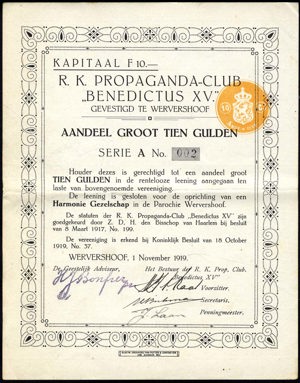 KAPITAAL F 10.—
R. K. PROPAGANDA-CLUB
„BENEDICTUS XV.”
GEVESTIGD TE WERVERSHOOF
AANDEEL GROOT TIEN GULDEN
SERIE A No. 002
Houder dezes is gerechtigd tot een aandeel groot
TIEN GULDEN in de rentelooze leening aangegaan ten
laste van bovengenoemde vereeniging.
De leening is gesloten voor de oprichting van een
Harmonie Gezelschap in de Parochie Wervershoof.
De statuten der R. K. Propaganda-Club „Benedictus XV” zijn
goedgekeurd door Z. D. H. den Bisschop van Haarlem bij besluit
van 8 Maart 1917, No. 199.
De vereeniging is erkend bij Koninklijk Besluit van 18 October
1919, No. 37.
WERVERSHOOF, 1 November 1919.
De Geestelijk Adviseur,
Het Bestuur der R. K. Prop. Club
„Benedictus XV”
Voorzitter.
Secretaris.
Penningmeester.